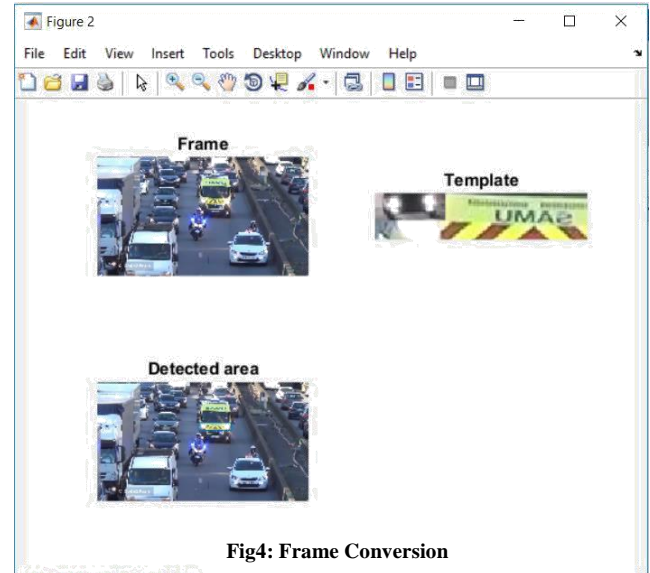 Figure 2
File Edit View Insert Tools Desktop Window Help
Frame
Template
UMAS
Detected area
Fig4: Frame Conversion